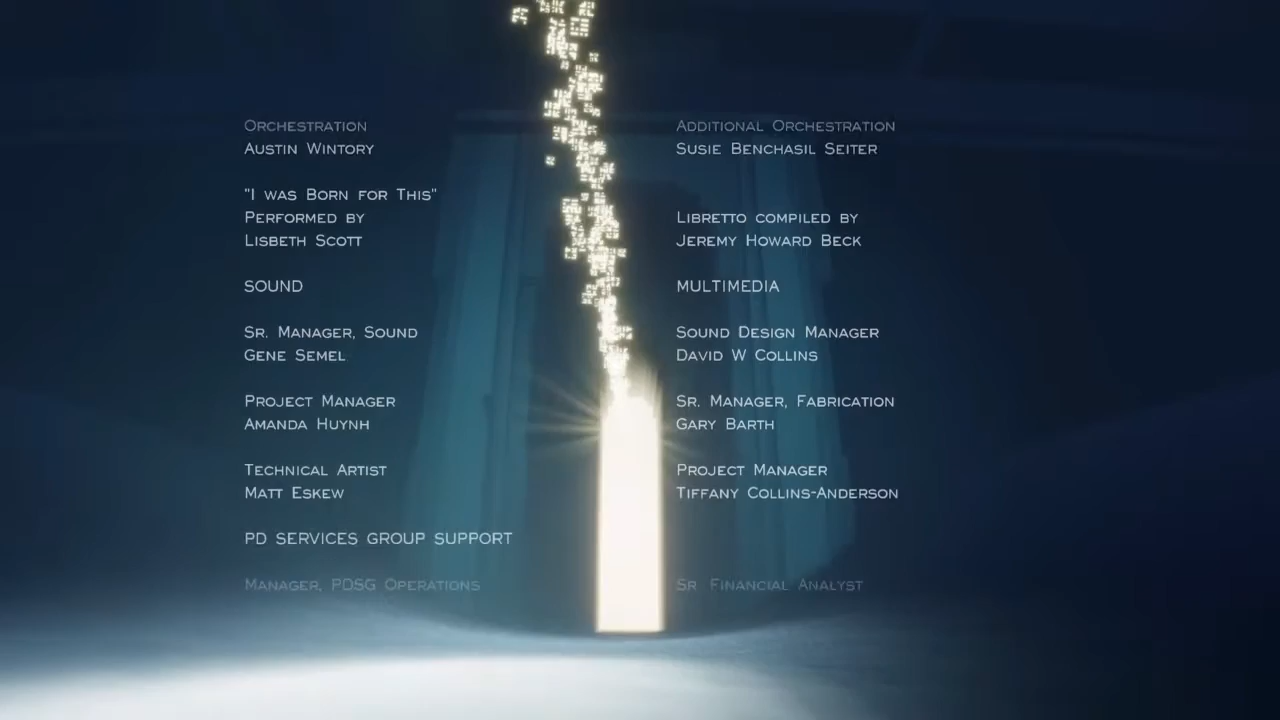 Orchestration
Austin Wintory
Additional Orchestration
Susie Benchasil Seiter
"I was Born for This"
Performed by
Lisbeth Scott
Libretto compiled by
Jeremy Howard Beck
SOUND
MULTIMEDIA
Sr. Manager, Sound
Gene Semel
Sound Design Manager
David W Collins
Project Manager
Amanda Huynh
Sr. Manager, Fabrication
Gary Barth
Technical Artist
Matt Eskew
Project Manager
Tiffany Collins-Anderson
PD SERVICES GROUP SUPPORT
Manager, PDSG Operations
Sr Financial Analyst